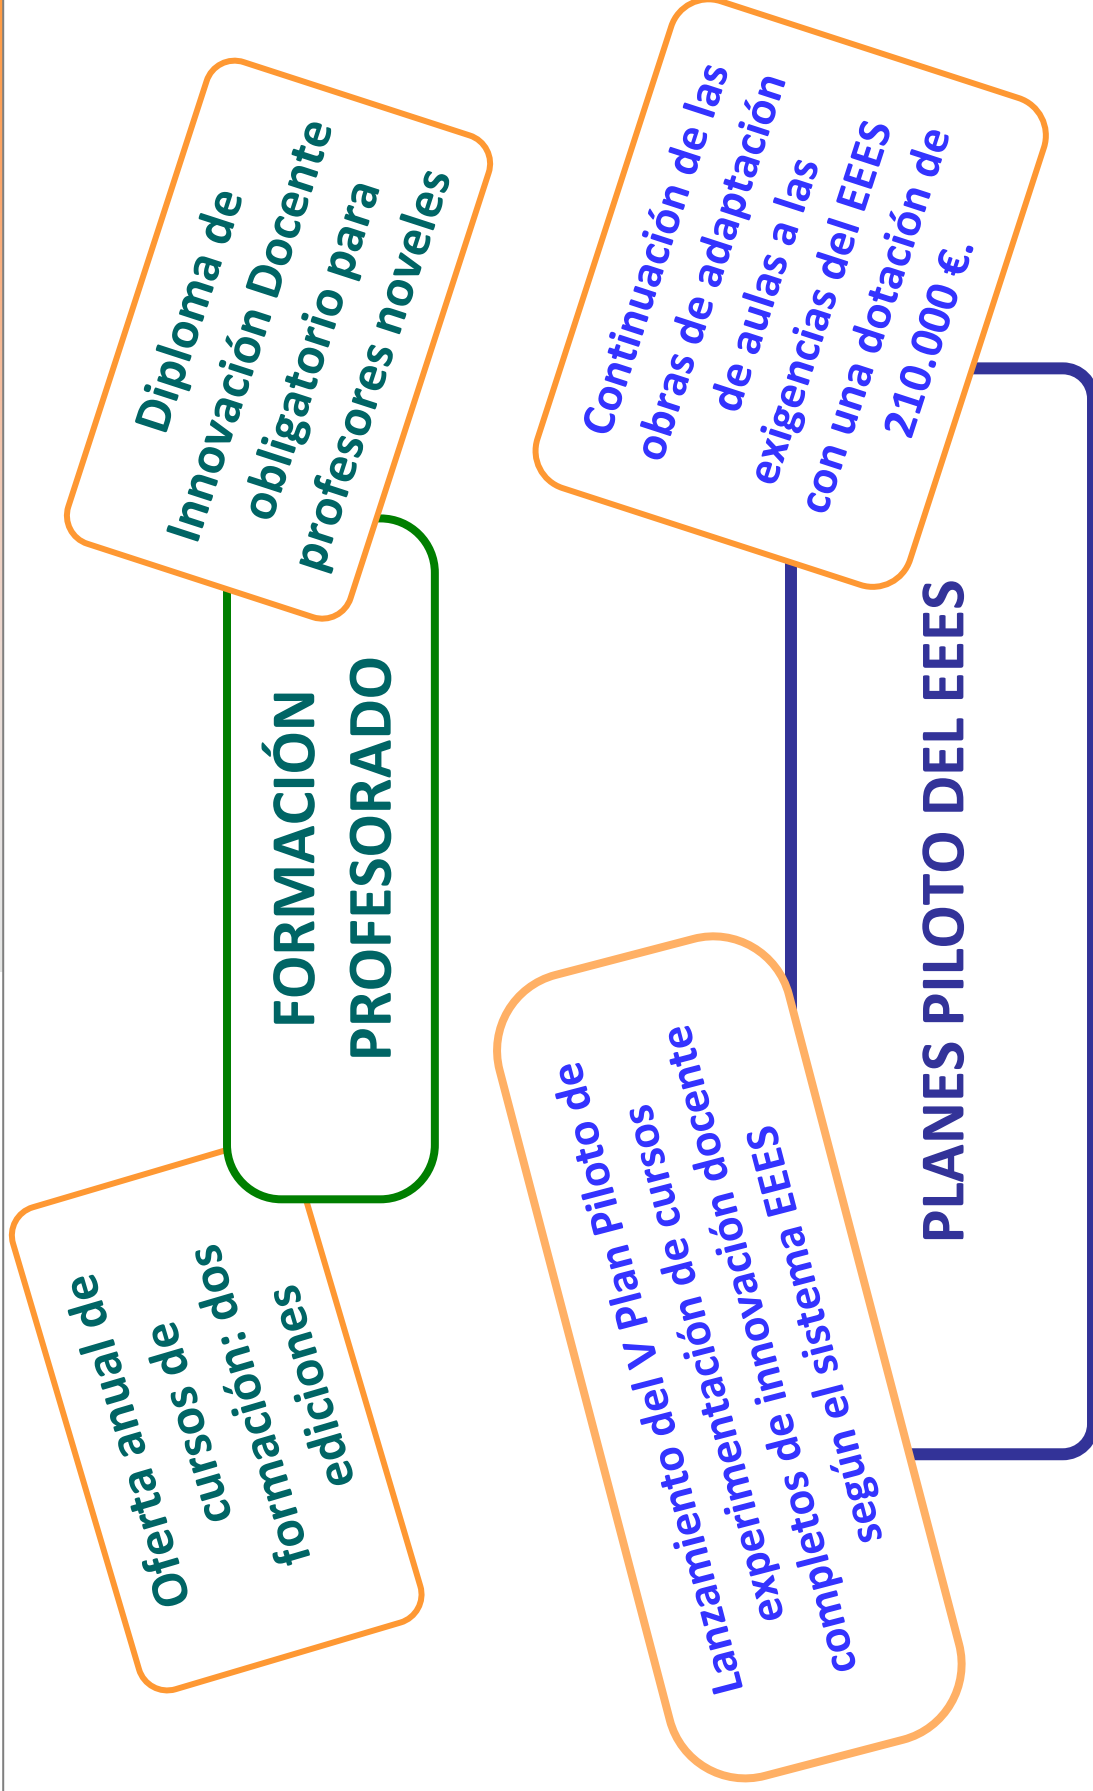 Oferta anual de
cursos de
formación: dos
ediciones
FORMACIÓN
PROFESORADO
Diploma de
Innovación Docente
obligatorio para
profesores noveles
Lanzamiento del V Plan Piloto de
experimentación de cursos
completos de innovación docente
según el sistema EEES
PLANES PILOTO DEL EEES
Continuación de las
obras de adaptación
de aulas a las
exigencias del EEES
con una dotación de
210.000 €.